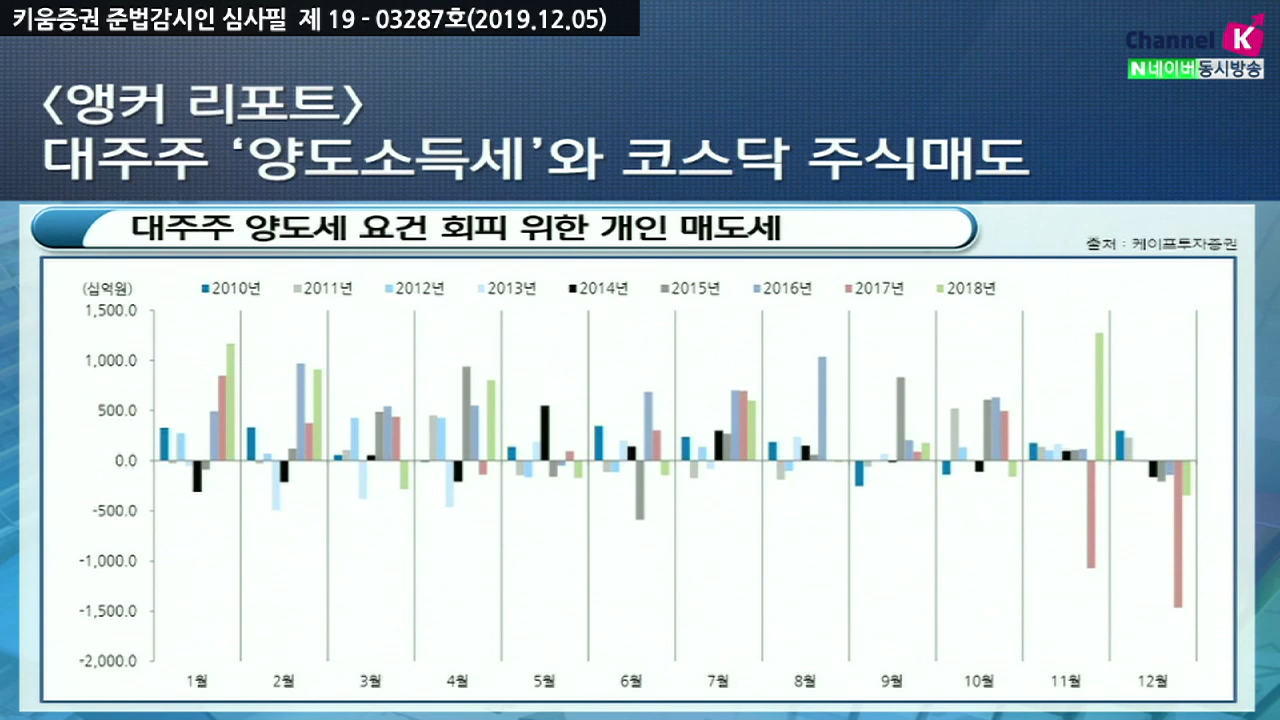 키움증권 준법감시인 심사필 제 19 - 03287호(2019.12.05)
Channel K
N 네이버 동시방송
<앵커 리포트>
대주주 ‘양도소득세’와 코스닥 주식매도
대주주 양도세 요건 회피 위한 개인 매도세
출처 : 케이프투자증권
(십억원)
2010년 2011년 2012년 2013년 2014년 2015년 2016년 2017년 2018년
1,500.0
1,000.0
500.0
0.0
-500.0
-1,000.0
-1,500.0
-2,000.0
1월 2월 3월 4월 5월 6월 7월 8월 9월 10월 11월 12월